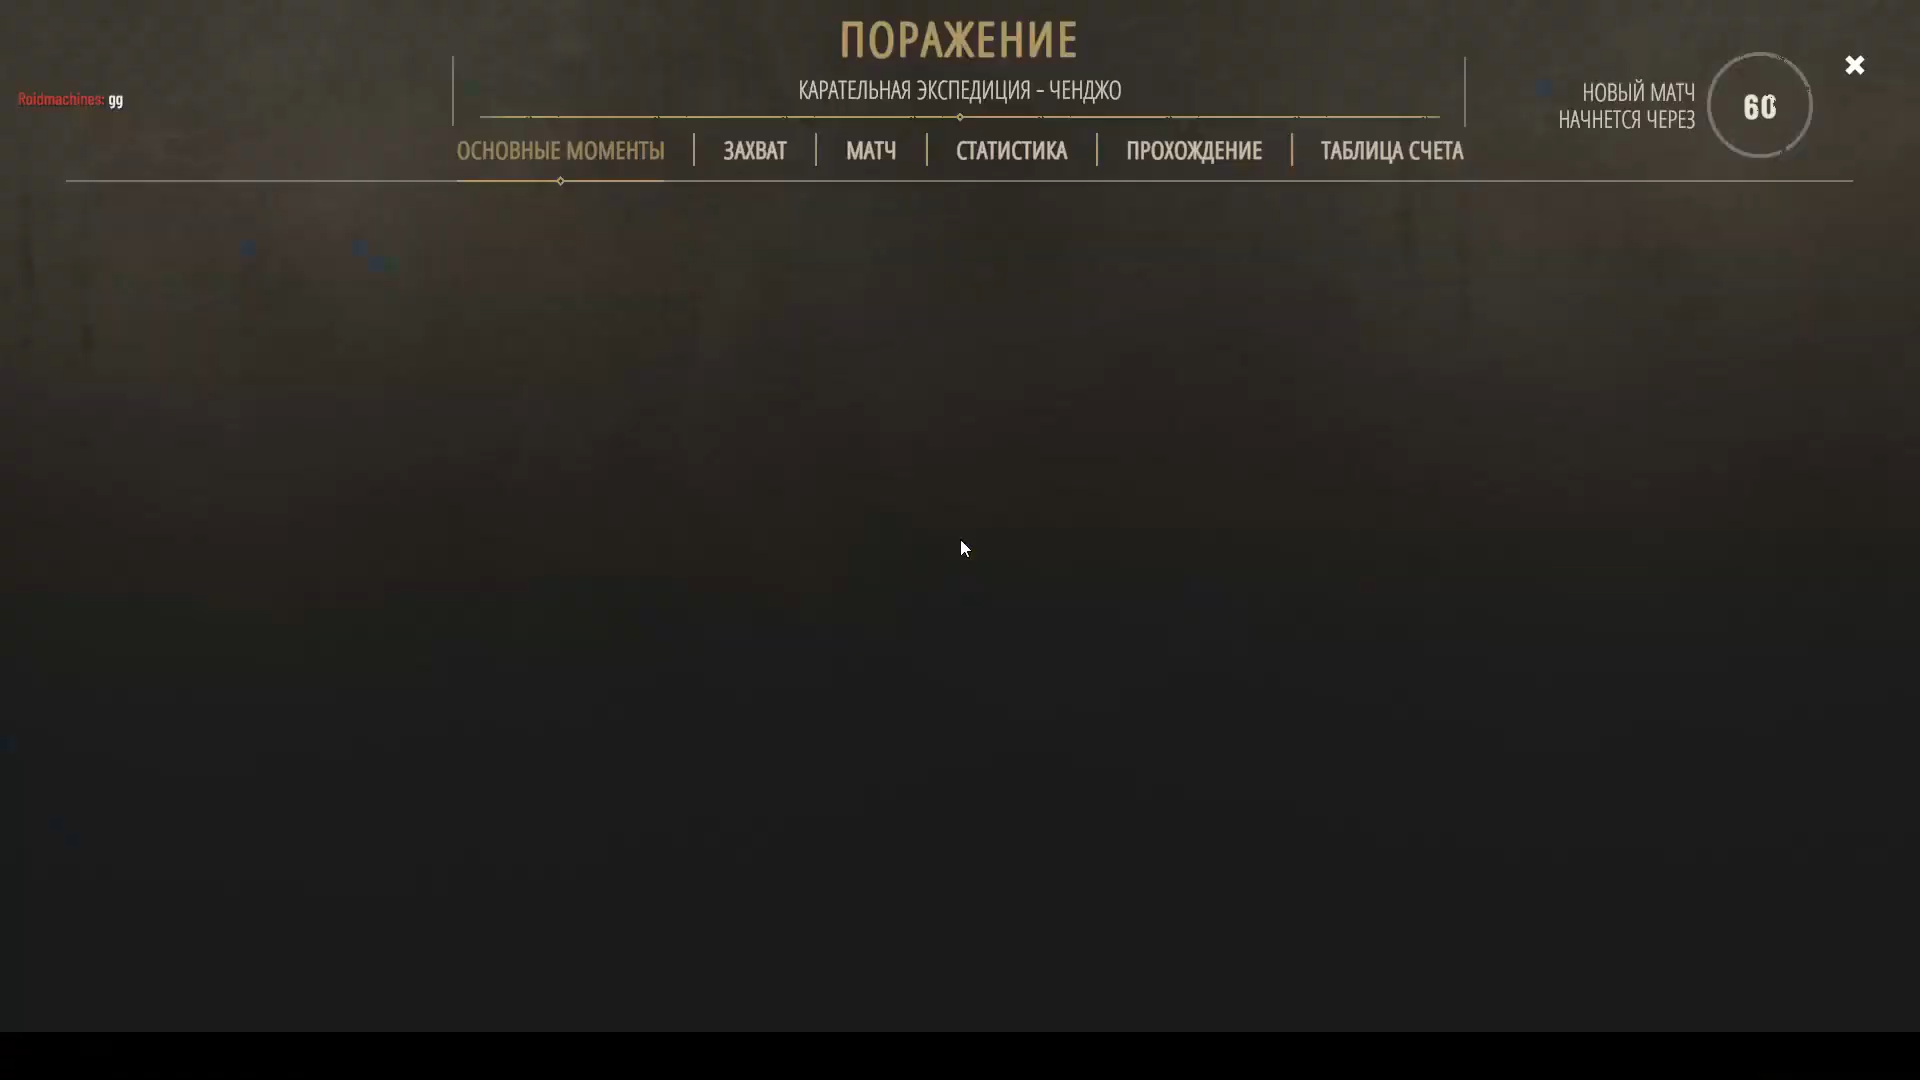 ПОРАЖЕНИЕ
КАРАТЕЛЬНАЯ ЭКСПЕДИЦИЯ – ЧЕНДЖО
Roidmachines: gg
НОВЫЙ МАТЧ
НАЧНЕТСЯ ЧЕРЕЗ
60
ОСНОВНЫЕ МОМЕНТЫ
ЗАХВАТ
МАТЧ
СТАТИСТИКА
ПРОХОЖДЕНИЕ
ТАБЛИЦА СЧЕТА